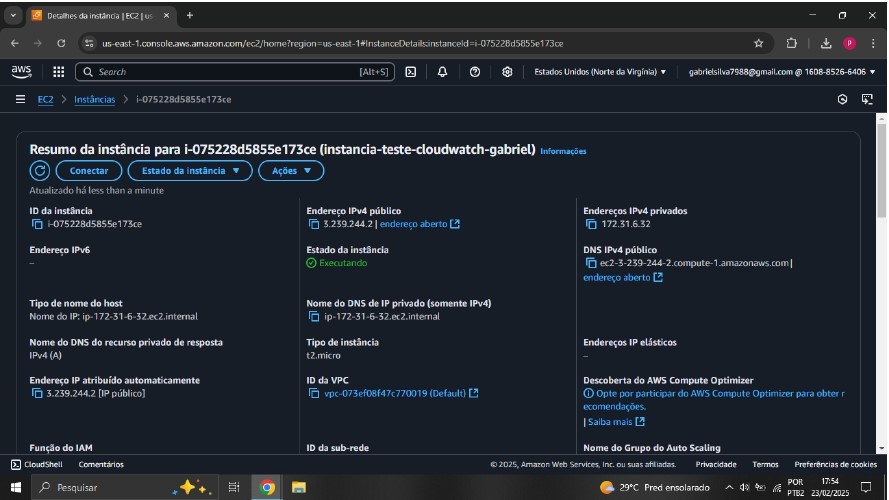 Detalhes da instância | EC2 | us-
us-east-1.console.aws.amazon.com/ec2/home?region=us-east-1#InstanceDetails:instanceId=i-075228d5855e173ce
P
aws
Search
[Alt+S]
Estados Unidos (Norte da Virgínia)
gabrielsilva7988@gmail.com @ 1608-8526-6406
EC2 > Instâncias > i-075228d5855e173ce
Resumo da instância para i-075228d5855e173ce (instancia-teste-cloudwatch-gabriel) Informações
Conectar
Estado da instância
Ações
Atualizado há less than a minute
ID da instância
i-075228d5855e173ce
Endereço IPv4 público
3.239.244.2 | endereço aberto
Endereços IPv4 privados
172.31.6.32
Endereço IPv6
–
Estado da instância
Executando
DNS IPv4 público
ec2-3-239-244-2.compute-1.amazonaws.com |
endereço aberto
Tipo de nome do host
Nome do IP: ip-172-31-6-32.ec2.internal
Nome do DNS de IP privado (somente IPv4)
ip-172-31-6-32.ec2.internal
Nome do DNS do recurso privado de resposta
IPv4 (A)
Tipo de instância
t2.micro
Endereços IP elásticos
–
Endereço IP atribuído automaticamente
3.239.244.2 [IP público]
ID da VPC
vpc-073ef08f47c770019 (Default)
Descoberta do AWS Compute Optimizer
Opte por participar do AWS Compute Optimizer para obter r
ecomendações.
| Saiba mais
Função do IAM
ID da sub-rede
Nome do Grupo do Auto Scaling
CloudShell
Comentários
© 2025, Amazon Web Services, Inc. ou suas afiliadas.
Privacidade
Termos
Preferências de cookies
Pesquisar
29°C Pred ensolarado
POR
PTB2
17:54
23/02/2025